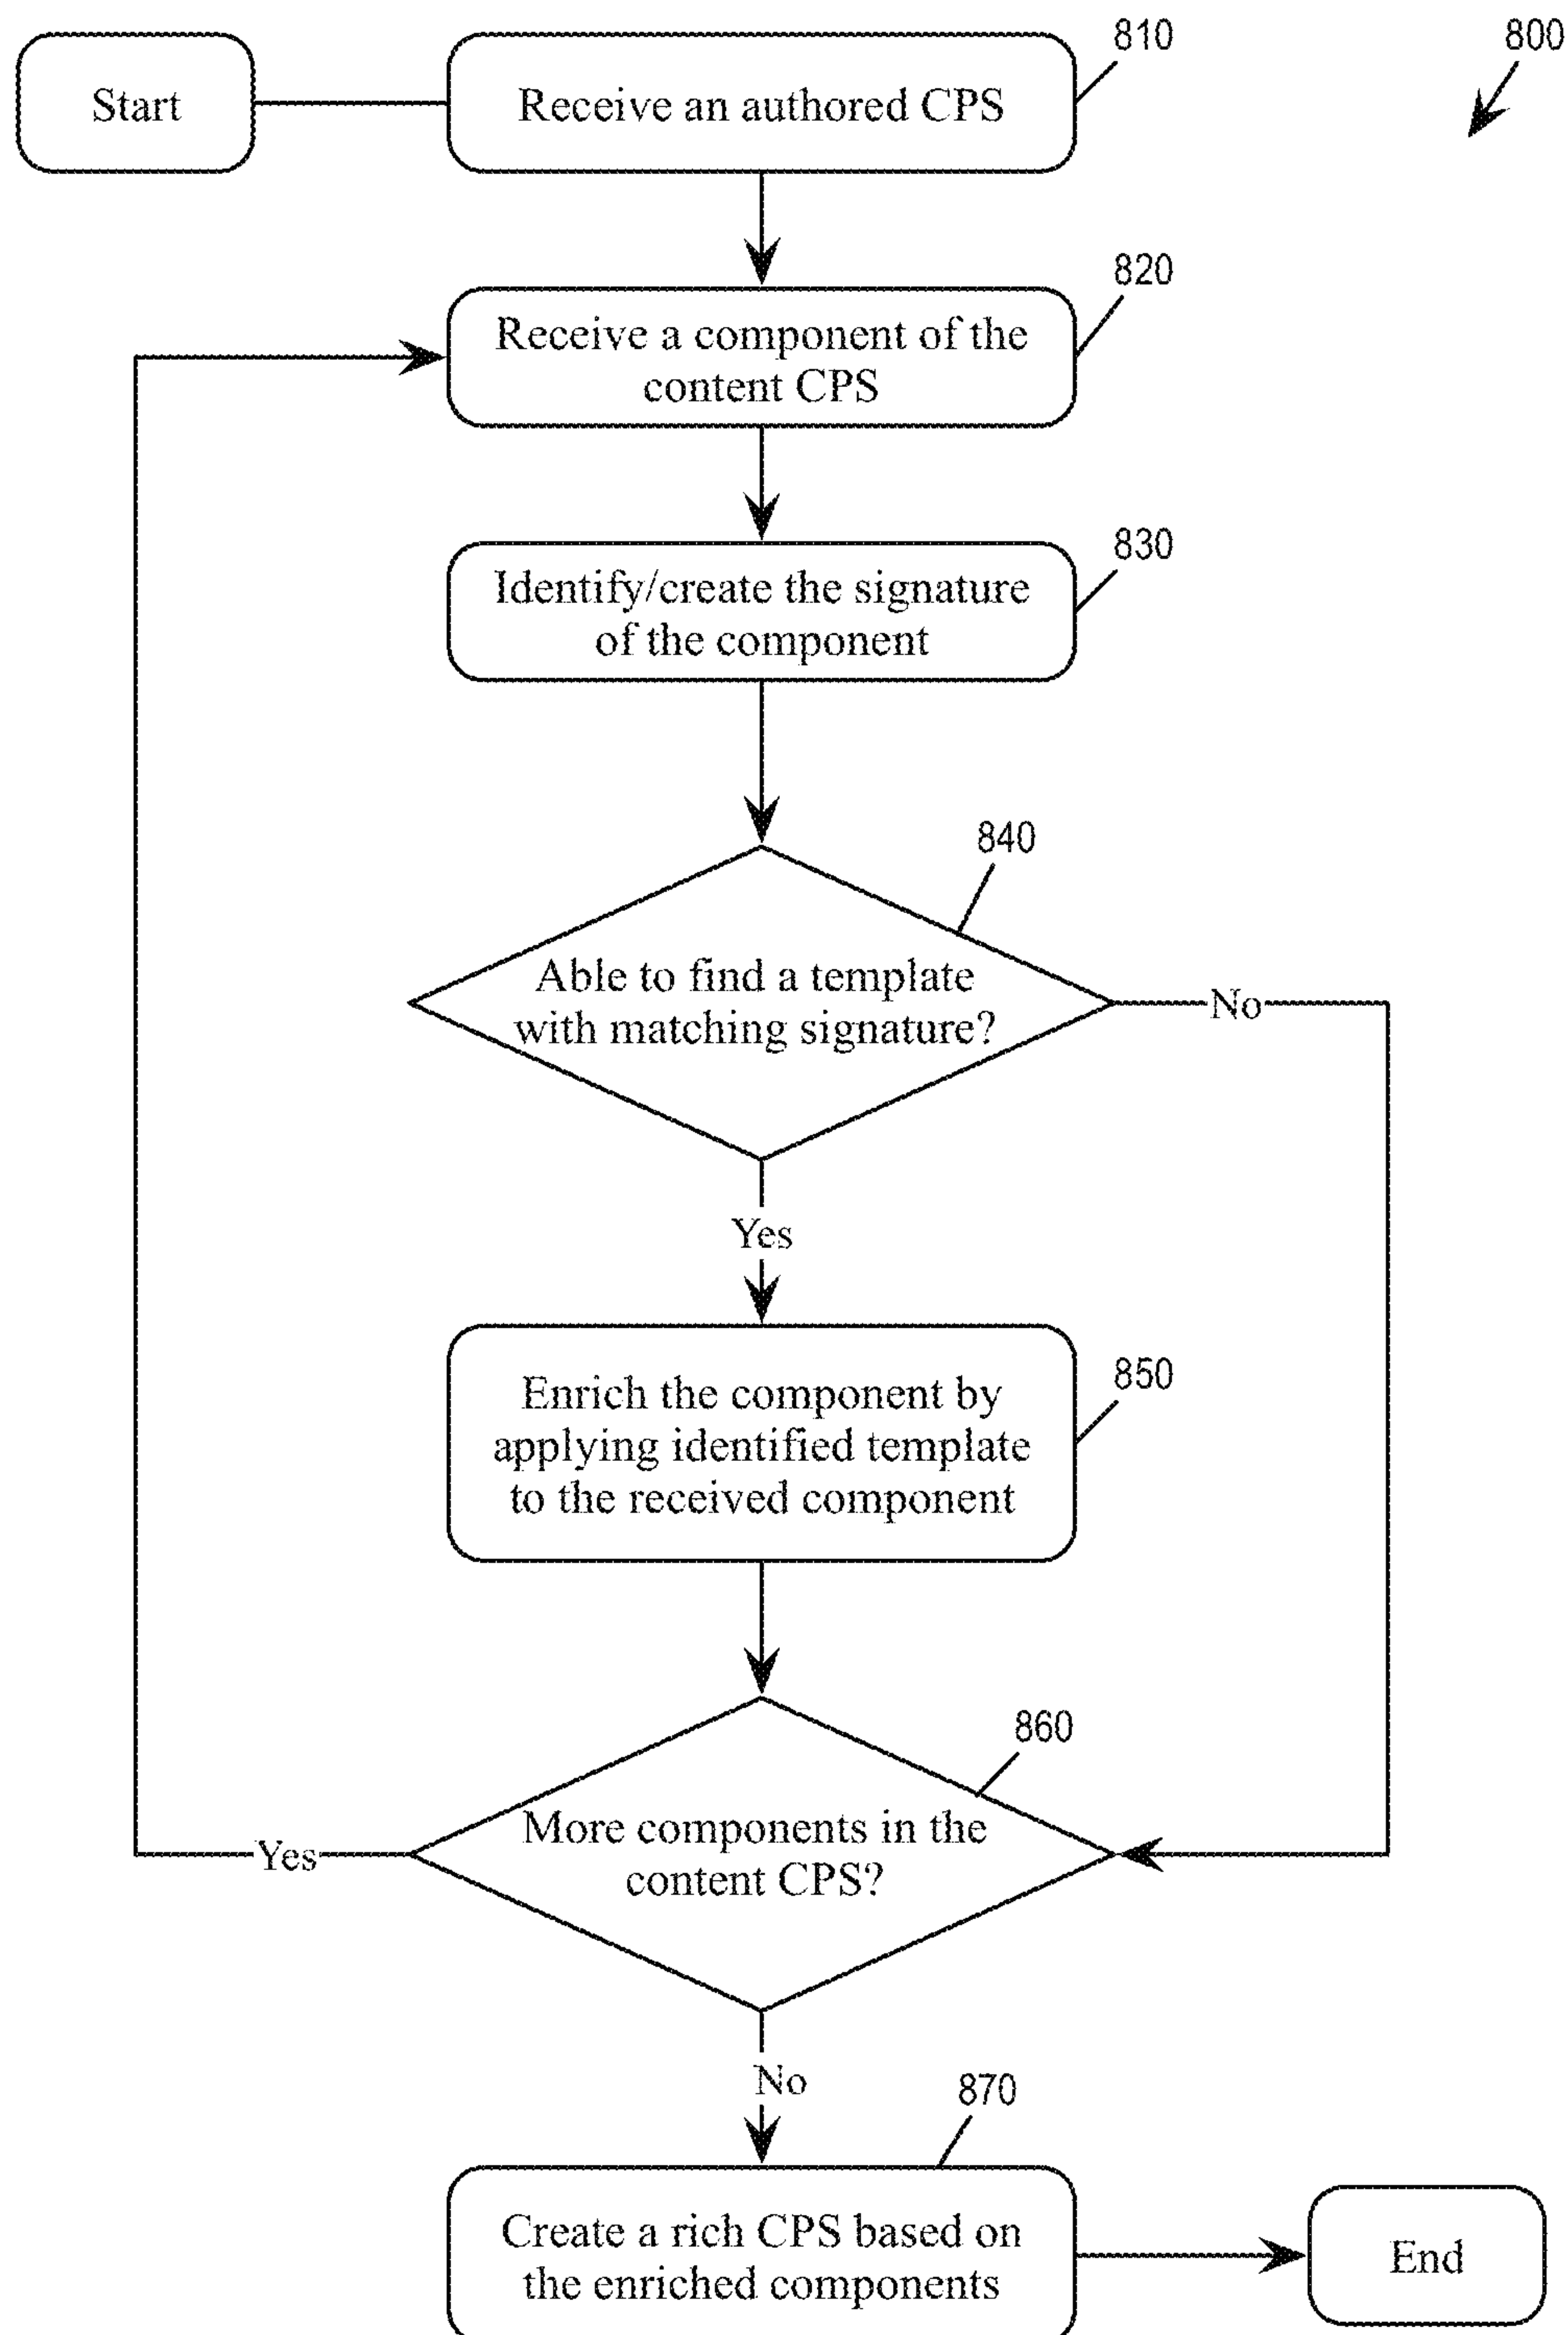 810
800
Start
Receive an authored CPS
820
Receive a component of the
content CPS
830
Identify/create the signature
of the component
840
Able to find a template
with matching signature?
No
Yes
850
Enrich the component by
applying identified template
to the received component
860
More components in the
content CPS?
Yes
No
870
Create a rich CPS based on
the enriched components
End